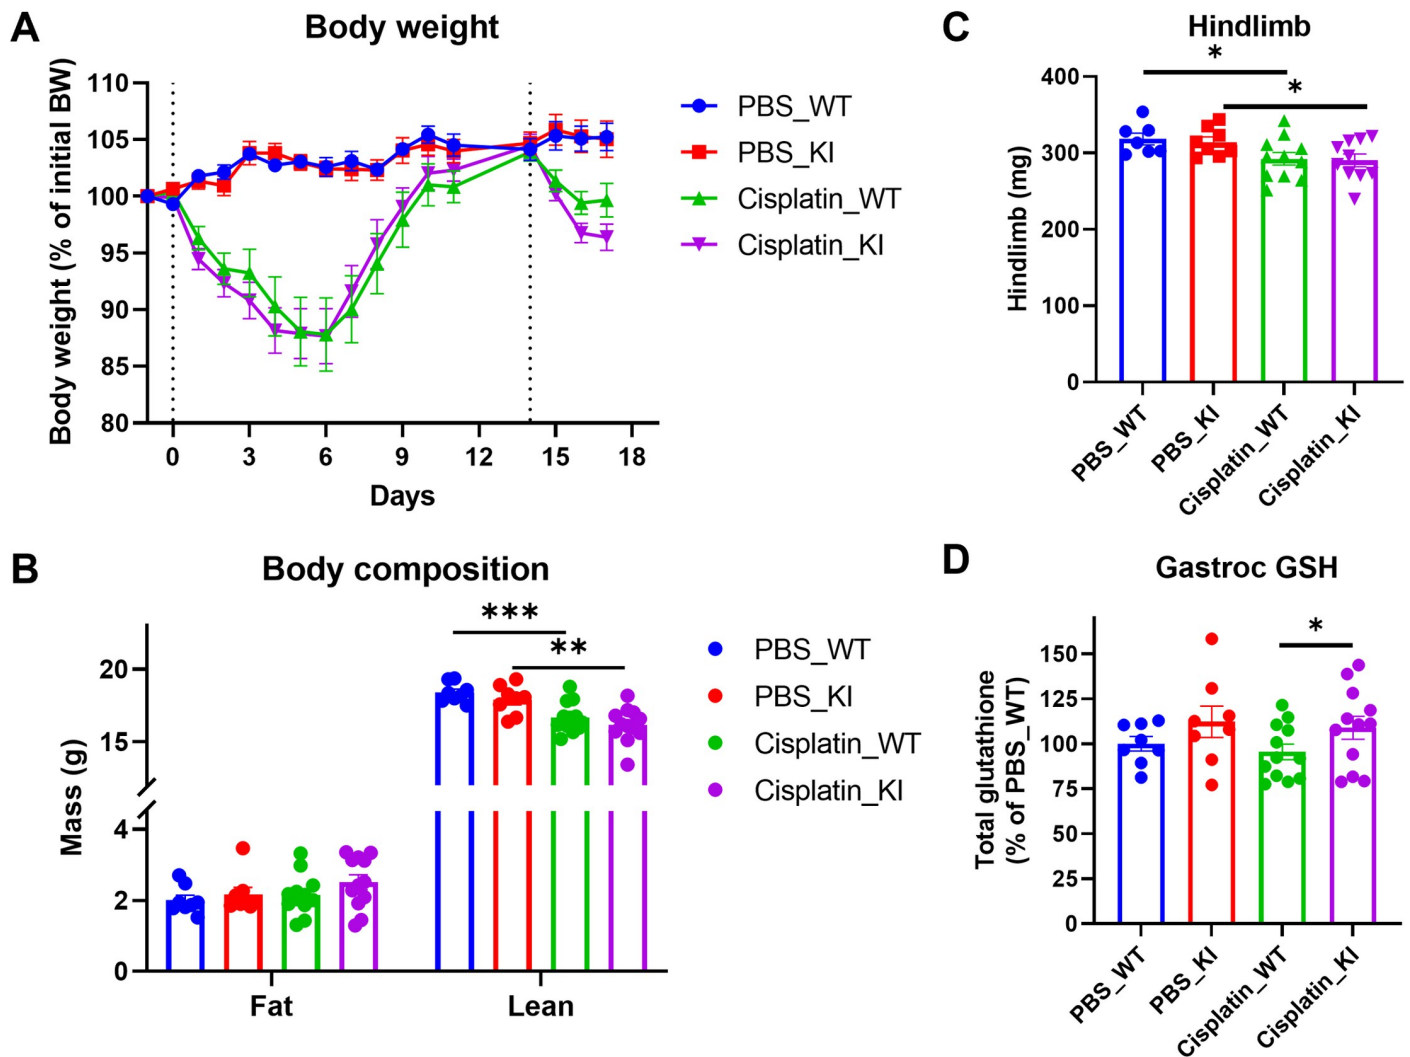 A
Body weight
Body weight (% of initial BW)
110
105
100
95
90
85
80
0
3
6
9
12
15
18
Days
PBS_WT
PBS_KI
Cisplatin_WT
Cisplatin_KI
B
Body composition
Mass (g)
20
15
4
2
0
***
**
Fat
Lean
PBS_WT
PBS_KI
Cisplatin_WT
Cisplatin_KI
C
Hindlimb
*
*
Hindlimb (mg)
400
300
200
100
0
PBS_WT
PBS_KI
Cisplatin_WT
Cisplatin_KI
D
Gastroc GSH
*
Total glutathione
(% of PBS_WT)
150
125
100
75
50
25
0
PBS_WT
PBS_KI
Cisplatin_WT
Cisplatin_KI